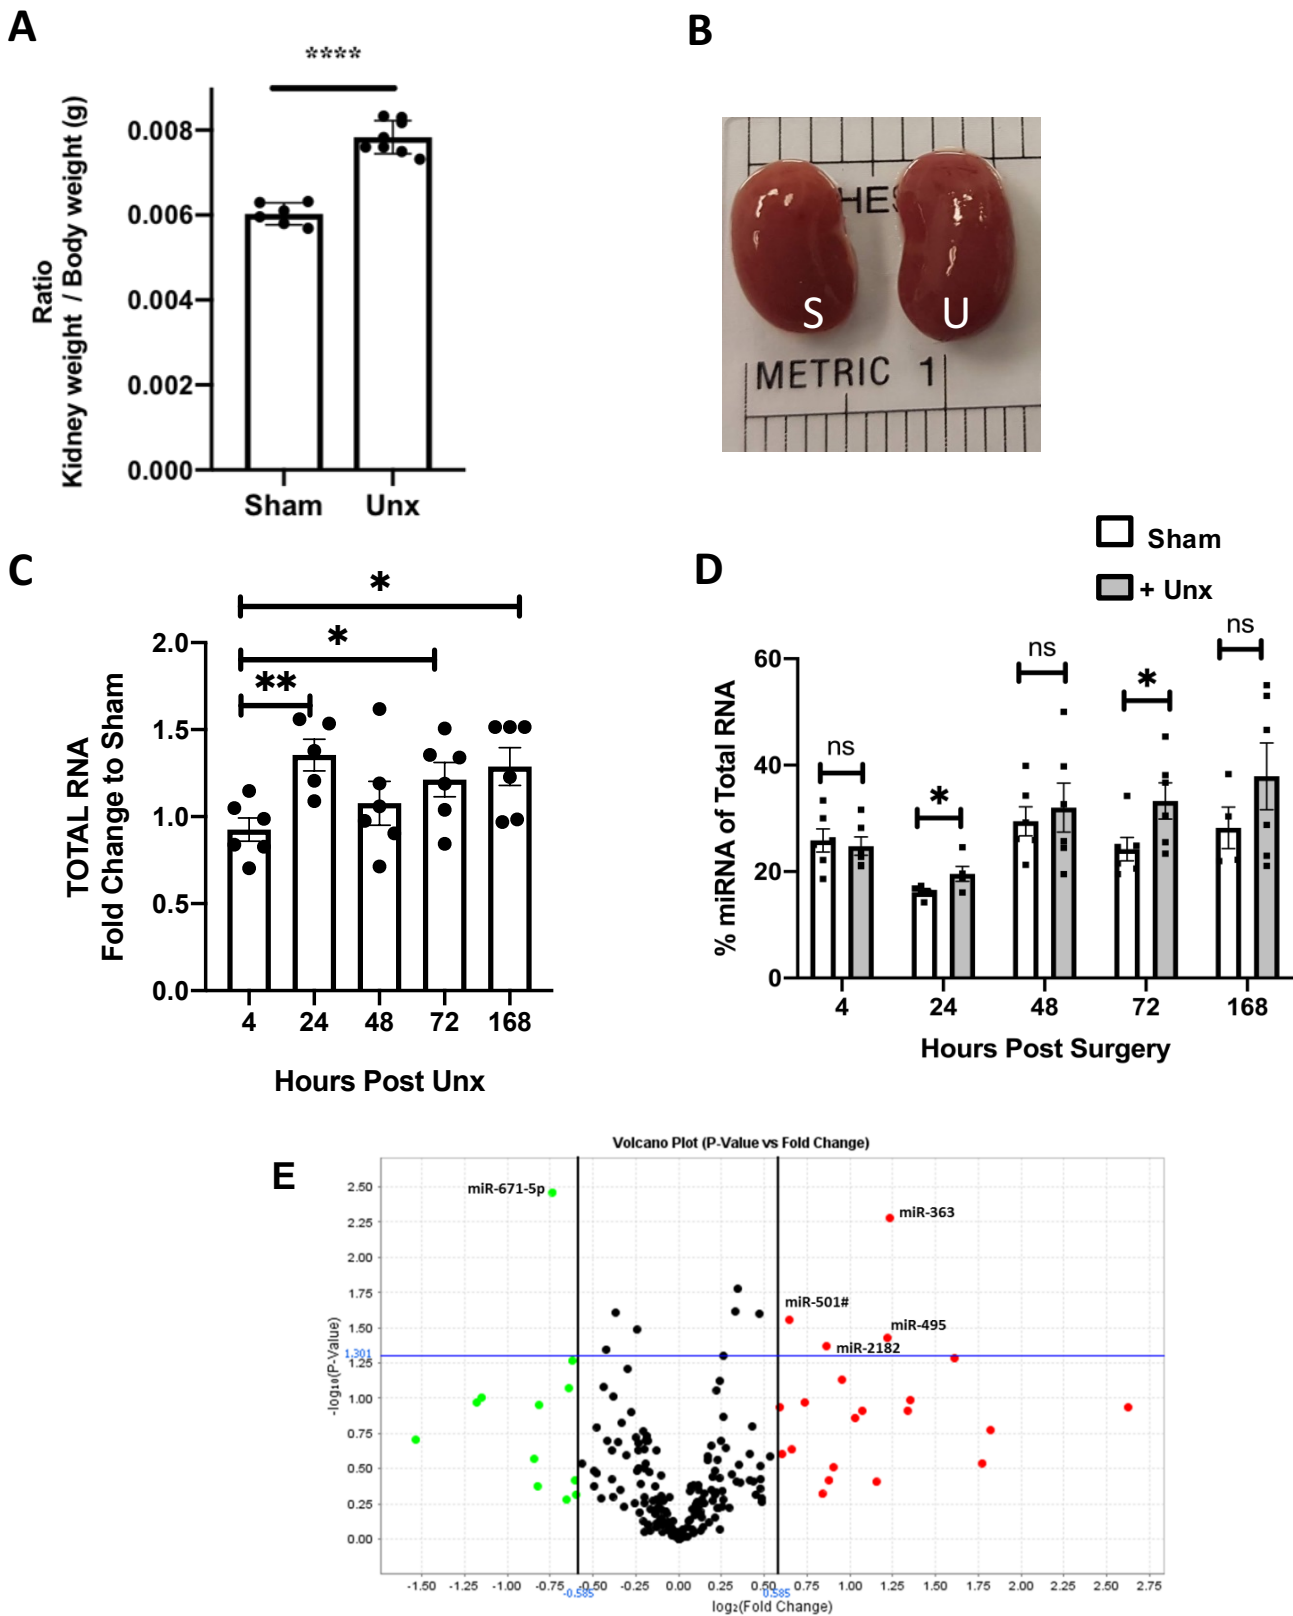 A
****
Ratio
Kidney weight / Body weight (g)
0.008
0.006
0.004
0.002
0.000
Sham
Unx
B
HES
S
U
METRIC 1
C
*
*
**
TOTAL RNA
Fold Change to Sham
2.0
1.5
1.0
0.5
0.0
4 24 48 72 168
Hours Post Unx
D
Sham
+ Unx
ns
*
ns
*
ns
% miRNA of Total RNA
60
40
20
0
4 24 48 72 168
Hours Post Surgery
E
Volcano Plot (P-Value vs Fold Change)
miR-671-5p
miR-363
miR-501#
miR-495
miR-2182
-log₁₀(P-Value)
2.50
2.25
2.00
1.75
1.50
1.301
1.25
1.00
0.75
0.50
0.25
0.00
-1.50 -1.25 -1.00 -0.75 -0.50 -0.25 0.00 0.25 0.50 0.75 1.00 1.25 1.50 1.75 2.00 2.25 2.50 2.75
-0.585 0.585
log₂(Fold Change)